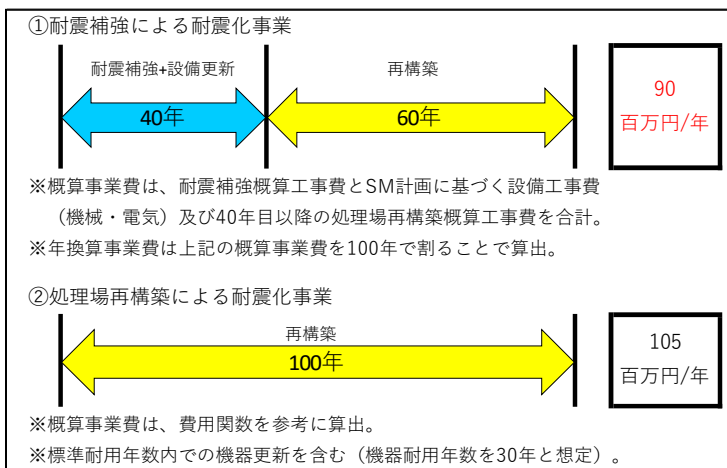 ①耐震補強による耐震化事業
耐震補強+設備更新
再構築
40年
60年
90
百万円/年
※概算事業費は、耐震補強概算工事費とSM計画に基づく設備工事費
（機械・電気）及び40年目以降の処理場再構築概算工事費を合計。
※年換算事業費は上記の概算事業費を100年で割ることで算出。
②処理場再構築による耐震化事業
再構築
100年
105
百万円/年
※概算事業費は、費用関数を参考に算出。
※標準耐用年数内での機器更新を含む（機器耐用年数を30年と想定）。